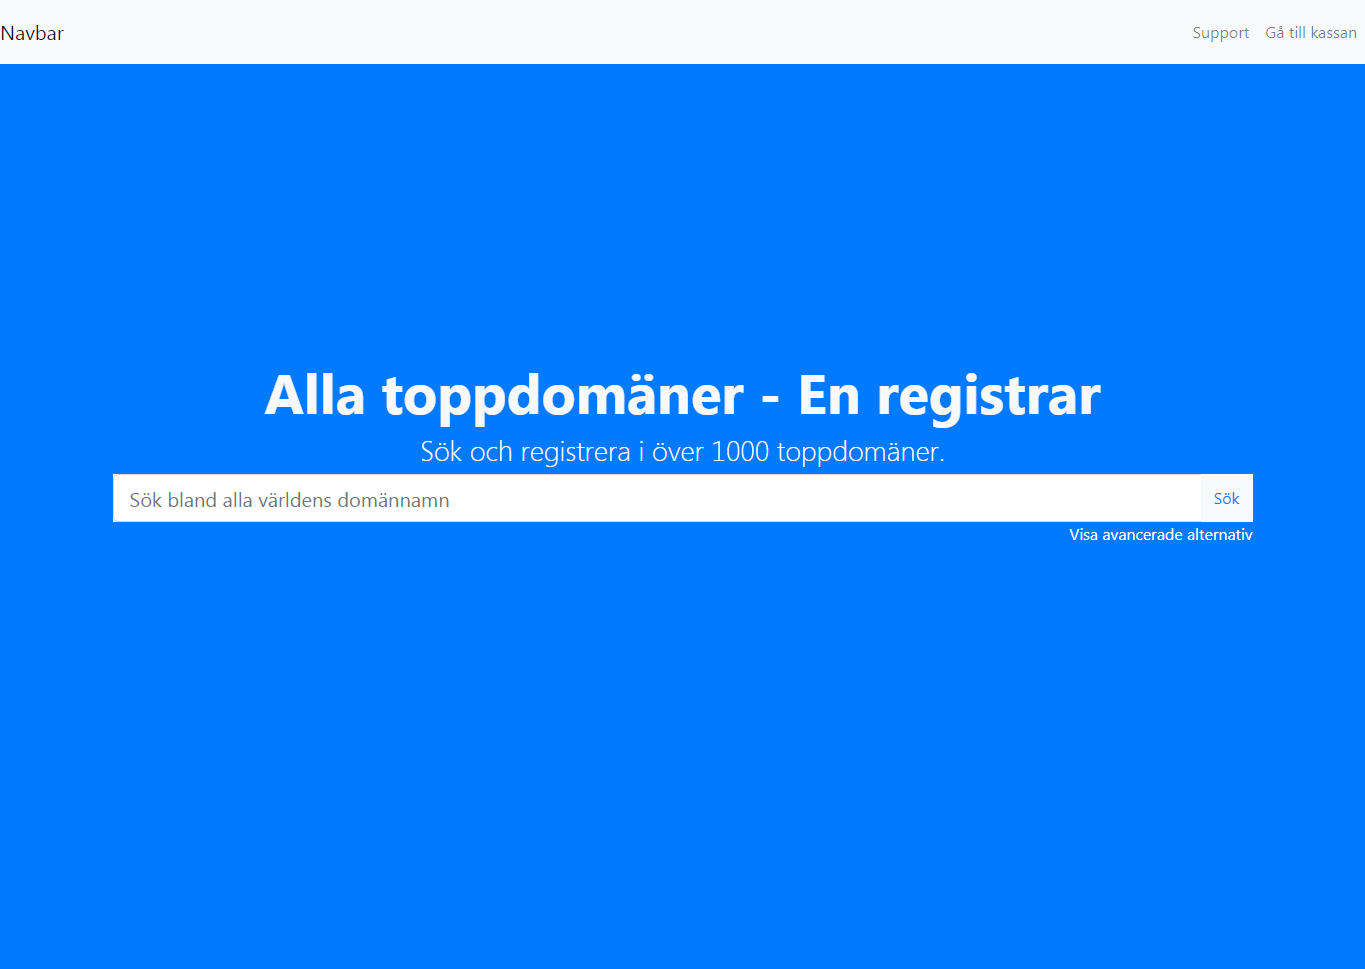 Navbar
Support
Gå till kassan
Alla toppdomäner - En registrar
Sök och registrera i över 1000 toppdomäner.
Sök bland alla världens domännamn
Sök
Visa avancerade alternativ